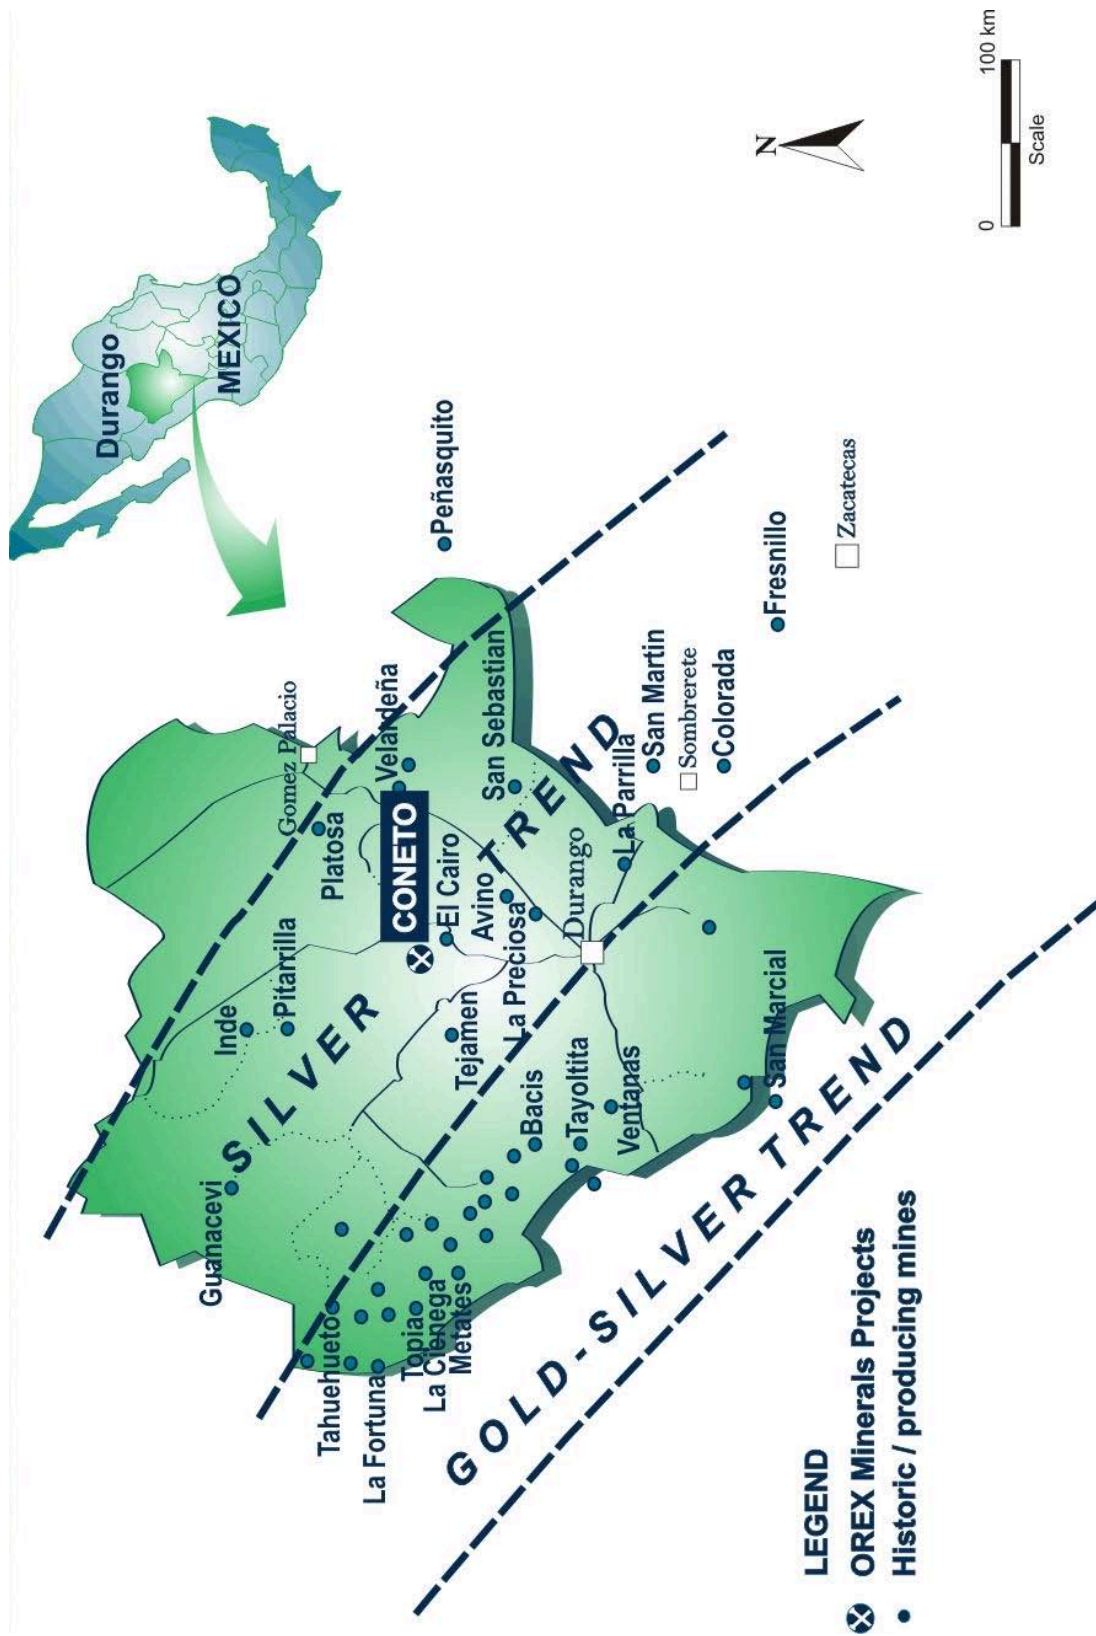 Durango
MEXICO
Gomez Palacio
Peñasquito
Velardeña
Platosa
CONETO
San Sebastian
Inde
Pitarrilla
El Cairo
Avino
Guanacevi
SILVER TREND
Tejamen
La Preciosa
Durango
La Parrilla
San Martin
Sombrerete
Colorada
Fresnillo
Zacatecas
Tahuehueto
La Fortuna
Topia
La Cienega
Metates
Bacis
Tayoltita
Ventanas
San Marcial
GOLD-SILVER TREND
N
0 100 km
Scale
LEGEND
OREX Minerals Projects
Historic / producing mines